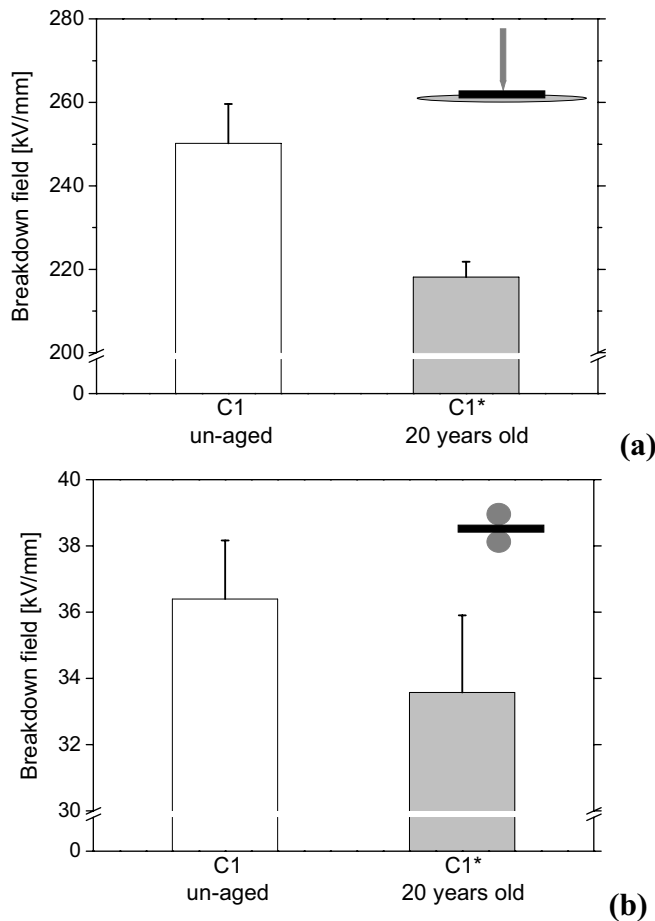 280
260
240
220
200
0
Breakdown field [kV/mm]
C1
un-aged
C1*
20 years old
(a)
40
38
36
34
32
30
0
Breakdown field [kV/mm]
C1
un-aged
C1*
20 years old
(b)